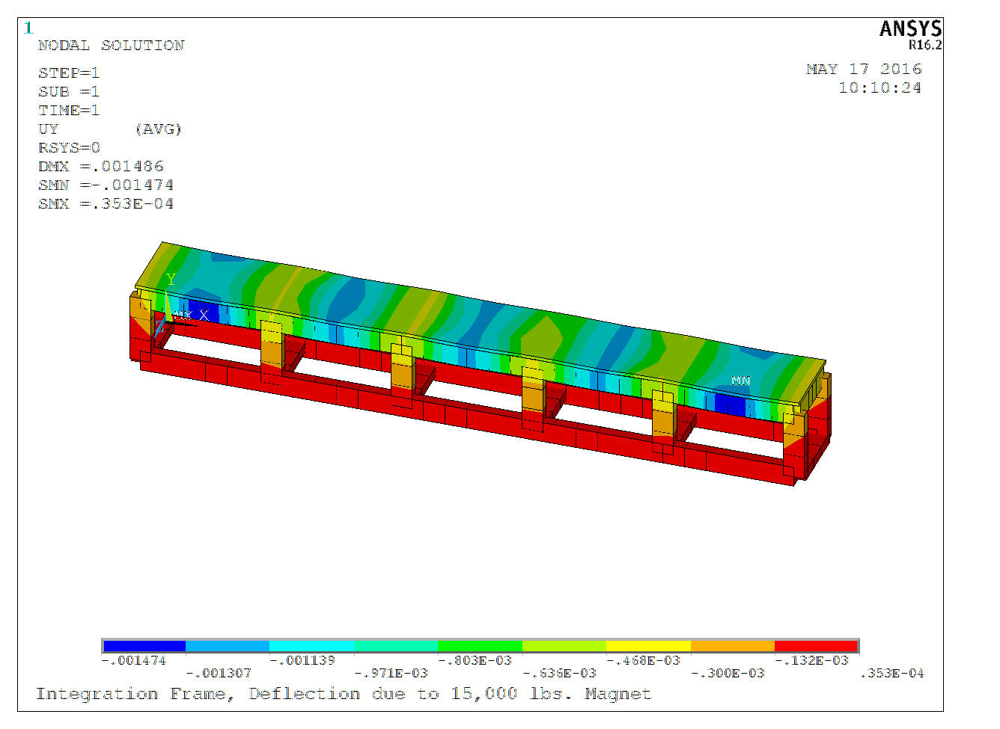 1
ANSYS
R16.2
NODAL SOLUTION
MAY 17 2016
10:10:24
STEP=1
SUB =1
TIME=1
UY (AVG)
RSYS=0
DMX =.001486
SMN =-.001474
SMX =.353E-04
Y
MX X
Z
MN
-.001474 -.001139 -.803E-03 -.468E-03 -.132E-03
-.001307 -.971E-03 -.636E-03 -.300E-03 .353E-04
Integration Frame, Deflection due to 15,000 lbs. Magnet